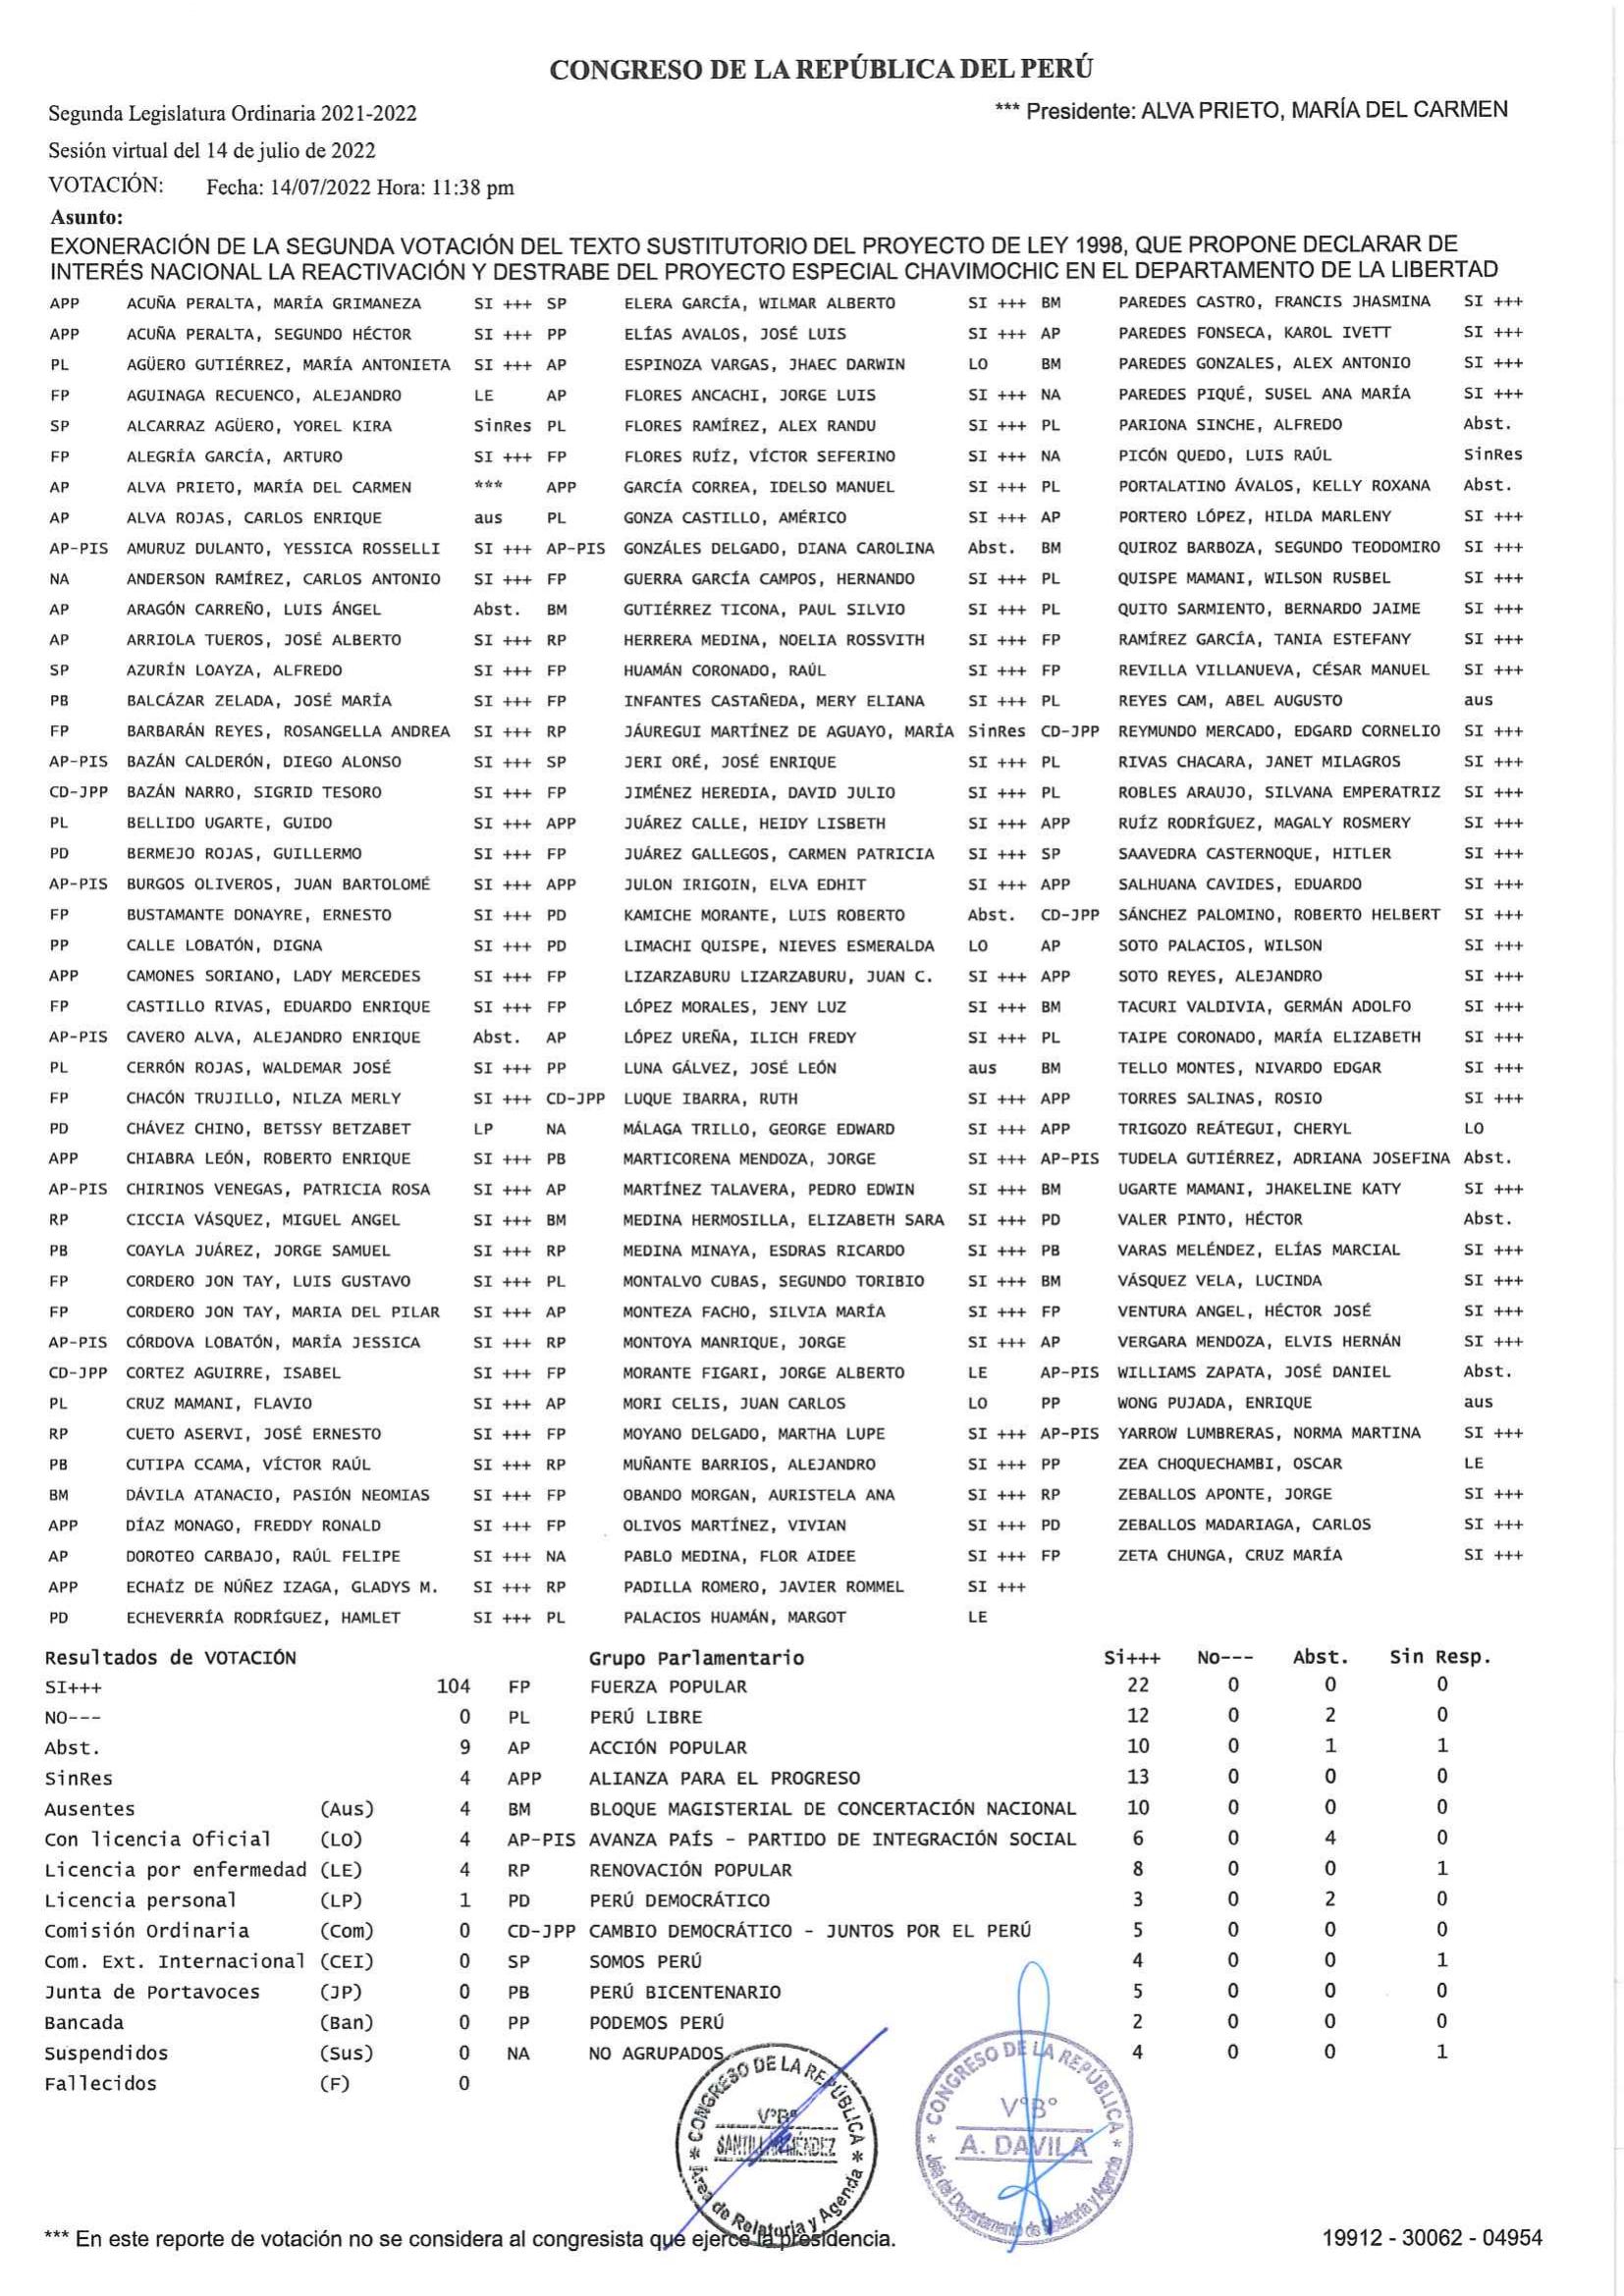 CONGRESO DE LA REPÚBLICA DEL PERÚ
Segunda Legislatura Ordinaria 2021-2022 *** Presidente: ALVA PRIETO, MARÍA DEL CARMEN
Sesión virtual del 14 de julio de 2022
VOTACIÓN: Fecha: 14/07/2022 Hora: 11:38 pm
Asunto:
EXONERACIÓN DE LA SEGUNDA VOTACIÓN DEL TEXTO SUSTITUTORIO DEL PROYECTO DE LEY 1998, QUE PROPONE DECLARAR DE
INTERÉS NACIONAL LA REACTIVACIÓN Y DESTRABE DEL PROYECTO ESPECIAL CHAVIMOCHIC EN EL DEPARTAMENTO DE LA LIBERTAD
APP ACUÑA PERALTA, MARÍA GRIMANEZA SI +++ SP ELERA GARCÍA, WILMAR ALBERTO SI +++ BM PAREDES CASTRO, FRANCIS JHASMINA SI +++
APP ACUÑA PERALTA, SEGUNDO HÉCTOR SI +++ PP ELÍAS AVALOS, JOSÉ LUIS SI +++ AP PAREDES FONSECA, KAROL IVETT SI +++
PL AGÜERO GUTIÉRREZ, MARÍA ANTONIETA SI +++ AP ESPINOZA VARGAS, JHAEC DARWIN LO BM PAREDES GONZALES, ALEX ANTONIO SI +++
FP AGUINAGA RECUENCO, ALEJANDRO LE AP FLORES ANCACHI, JORGE LUIS SI +++ NA PAREDES PIQUÉ, SUSEL ANA MARÍA SI +++
SP ALCARRAZ AGÜERO, YOREL KIRA SinRes PL FLORES RAMÍREZ, ALEX RANDU SI +++ PL PARIONA SINCHE, ALFREDO Abst.
FP ALEGRÍA GARCÍA, ARTURO SI +++ FP FLORES RUÍZ, VÍCTOR SEFERINO SI +++ NA PICÓN QUEDO, LUIS RAÚL SinRes
AP ALVA PRIETO, MARÍA DEL CARMEN *** APP GARCÍA CORREA, IDELSO MANUEL SI +++ PL PORTALATINO ÁVALOS, KELLY ROXANA Abst.
AP ALVA ROJAS, CARLOS ENRIQUE aus PL GONZA CASTILLO, AMÉRICO SI +++ AP PORTERO LÓPEZ, HILDA MARLENY SI +++
AP-PIS AMURUZ DULANTO, YESSICA ROSSELLI SI +++ AP-PIS GONZÁLES DELGADO, DIANA CAROLINA Abst. BM QUIROZ BARBOZA, SEGUNDO TEODOMIRO SI +++
NA ANDERSON RAMÍREZ, CARLOS ANTONIO SI +++ FP GUERRA GARCÍA CAMPOS, HERNANDO SI +++ PL QUISPE MAMANI, WILSON RUSBEL SI +++
AP ARAGÓN CARREÑO, LUIS ÁNGEL Abst. BM GUTIÉRREZ TICONA, PAUL SILVIO SI +++ PL QUITO SARMIENTO, BERNARDO JAIME SI +++
AP ARRIOLA TUEROS, JOSÉ ALBERTO SI +++ RP HERRERA MEDINA, NOELIA ROSSVITH SI +++ FP RAMÍREZ GARCÍA, TANIA ESTEFANY SI +++
SP AZURÍN LOAYZA, ALFREDO SI +++ FP HUAMÁN CORONADO, RAÚL SI +++ FP REVILLA VILLANUEVA, CÉSAR MANUEL SI +++
PB BALCÁZAR ZELADA, JOSÉ MARÍA SI +++ FP INFANTES CASTAÑEDA, MERY ELIANA SI +++ PL REYES CAM, ABEL AUGUSTO aus
FP BARBARÁN REYES, ROSANGELLA ANDREA SI +++ RP JÁUREGUI MARTÍNEZ DE AGUAYO, MARÍA SinRes CD-JPP REYMUNDO MERCADO, EDGARD CORNELIO SI +++
AP-PIS BAZÁN CALDERÓN, DIEGO ALONSO SI +++ SP JERI ORÉ, JOSÉ ENRIQUE SI +++ PL RIVAS CHACARA, JANET MILAGROS SI +++
CD-JPP BAZÁN NARRO, SIGRID TESORO SI +++ FP JIMÉNEZ HEREDIA, DAVID JULIO SI +++ PL ROBLES ARAUJO, SILVANA EMPERATRIZ SI +++
PL BELLIDO UGARTE, GUIDO SI +++ APP JUÁREZ CALLE, HEIDY LISBETH SI +++ APP RUÍZ RODRÍGUEZ, MAGALY ROSMERY SI +++
PD BERMEJO ROJAS, GUILLERMO SI +++ FP JUÁREZ GALLEGOS, CARMEN PATRICIA SI +++ SP SAAVEDRA CASTERNOQUE, HITLER SI +++
AP-PIS BURGOS OLIVEROS, JUAN BARTOLOMÉ SI +++ APP JULON IRIGOIN, ELVA EDHIT SI +++ APP SALHUANA CAVIDES, EDUARDO SI +++
FP BUSTAMANTE DONAYRE, ERNESTO SI +++ PD KAMICHE MORANTE, LUIS ROBERTO Abst. CD-JPP SÁNCHEZ PALOMINO, ROBERTO HELBERT SI +++
PP CALLE LOBATÓN, DIGNA SI +++ PD LIMACHI QUISPE, NIEVES ESMERALDA LO AP SOTO PALACIOS, WILSON SI +++
APP CAMONES SORIANO, LADY MERCEDES SI +++ FP LIZARZABURU LIZARZABURU, JUAN C. SI +++ APP SOTO REYES, ALEJANDRO SI +++
FP CASTILLO RIVAS, EDUARDO ENRIQUE SI +++ FP LÓPEZ MORALES, JENY LUZ SI +++ BM TACURI VALDIVIA, GERMÁN ADOLFO SI +++
AP-PIS CAVERO ALVA, ALEJANDRO ENRIQUE Abst. AP LÓPEZ UREÑA, ILICH FREDY SI +++ PL TAIPE CORONADO, MARÍA ELIZABETH SI +++
PL CERRÓN ROJAS, WALDEMAR JOSÉ SI +++ PP LUNA GÁLVEZ, JOSÉ LEÓN aus BM TELLO MONTES, NIVARDO EDGAR SI +++
FP CHACÓN TRUJILLO, NILZA MERLY SI +++ CD-JPP LUQUE IBARRA, RUTH SI +++ APP TORRES SALINAS, ROSIO SI +++
PD CHÁVEZ CHINO, BETSSY BETZABET LP NA MÁLAGA TRILLO, GEORGE EDWARD SI +++ APP TRIGOZO REÁTEGUI, CHERYL LO
APP CHIABRA LEÓN, ROBERTO ENRIQUE SI +++ PB MARTICORENA MENDOZA, JORGE SI +++ AP-PIS TUDELA GUTIÉRREZ, ADRIANA JOSEFINA Abst.
AP-PIS CHIRINOS VENEGAS, PATRICIA ROSA SI +++ AP MARTÍNEZ TALAVERA, PEDRO EDWIN SI +++ BM UGARTE MAMANI, JHAKELINE KATY SI +++
RP CICCIA VÁSQUEZ, MIGUEL ANGEL SI +++ BM MEDINA HERMOSILLA, ELIZABETH SARA SI +++ PD VALER PINTO, HÉCTOR Abst.
PB COAYLA JUÁREZ, JORGE SAMUEL SI +++ RP MEDINA MINAYA, ESDRAS RICARDO SI +++ PB VARAS MELÉNDEZ, ELÍAS MARCIAL SI +++
FP CORDERO JON TAY, LUIS GUSTAVO SI +++ PL MONTALVO CUBAS, SEGUNDO TORIBIO SI +++ BM VÁSQUEZ VELA, LUCINDA SI +++
FP CORDERO JON TAY, MARIA DEL PILAR SI +++ AP MONTEZA FACHO, SILVIA MARÍA SI +++ FP VENTURA ANGEL, HÉCTOR JOSÉ SI +++
AP-PIS CÓRDOVA LOBATÓN, MARÍA JESSICA SI +++ RP MONTOYA MANRIQUE, JORGE SI +++ AP VERGARA MENDOZA, ELVIS HERNÁN SI +++
CD-JPP CORTEZ AGUIRRE, ISABEL SI +++ FP MORANTE FIGARI, JORGE ALBERTO LE AP-PIS WILLIAMS ZAPATA, JOSÉ DANIEL Abst.
PL CRUZ MAMANI, FLAVIO SI +++ AP MORI CELIS, JUAN CARLOS LO PP WONG PUJADA, ENRIQUE aus
RP CUETO ASERVI, JOSÉ ERNESTO SI +++ FP MOYANO DELGADO, MARTHA LUPE SI +++ AP-PIS YARROW LUMBRERAS, NORMA MARTINA SI +++
PB CUTIPA CCAMA, VÍCTOR RAÚL SI +++ RP MUÑANTE BARRIOS, ALEJANDRO SI +++ PP ZEA CHOQUECHAMBI, OSCAR LE
BM DÁVILA ATANACIO, PASIÓN NEOMIAS SI +++ FP OBANDO MORGAN, AURISTELA ANA SI +++ RP ZEBALLOS APONTE, JORGE SI +++
APP DÍAZ MONAGO, FREDDY RONALD SI +++ FP OLIVOS MARTÍNEZ, VIVIAN SI +++ PD ZEBALLOS MADARIAGA, CARLOS SI +++
AP DOROTEO CARBAJO, RAÚL FELIPE SI +++ NA PABLO MEDINA, FLOR AIDEE SI +++ FP ZETA CHUNGA, CRUZ MARÍA SI +++
APP ECHAÍZ DE NÚÑEZ IZAGA, GLADYS M. SI +++ RP PADILLA ROMERO, JAVIER ROMMEL SI +++
PD ECHEVERRÍA RODRÍGUEZ, HAMLET SI +++ PL PALACIOS HUAMÁN, MARGOT LE
Resultados de VOTACIÓN Grupo Parlamentario Si+++ No--- Abst. Sin Resp.
SI+++ 104 FP FUERZA POPULAR 22 0 0 0
NO--- 0 PL PERÚ LIBRE 12 0 2 0
Abst. 9 AP ACCIÓN POPULAR 10 0 1 1
SinRes 4 APP ALIANZA PARA EL PROGRESO 13 0 0 0
Ausentes (Aus) 4 BM BLOQUE MAGISTERIAL DE CONCERTACIÓN NACIONAL 10 0 0 0
Con licencia Oficial (LO) 4 AP-PIS AVANZA PAÍS - PARTIDO DE INTEGRACIÓN SOCIAL 6 0 4 0
Licencia por enfermedad (LE) 4 RP RENOVACIÓN POPULAR 8 0 0 1
Licencia personal (LP) 1 PD PERÚ DEMOCRÁTICO 3 0 2 0
Comisión Ordinaria (Com) 0 CD-JPP CAMBIO DEMOCRÁTICO - JUNTOS POR EL PERÚ 5 0 0 0
Com. Ext. Internacional (CEI) 0 SP SOMOS PERÚ 4 0 0 1
Junta de Portavoces (JP) 0 PB PERÚ BICENTENARIO 5 0 0 0
Bancada (Ban) 0 PP PODEMOS PERÚ 2 0 0 0
Suspendidos (Sus) 0 NA NO AGRUPADOS 4 0 0 1
Fallecidos (F) 0
* CONGRESO DE LA REPÚBLICA *
V°B°
SANTILLAN MÉNDEZ
Área de Relatoría y Agenda
* CONGRESO DE LA REPÚBLICA *
V°B°
A. DAVILA
Jefa del Departamento de Relatoría y Agenda
*** En este reporte de votación no se considera al congresista que ejerce la presidencia. 19912 - 30062 - 04954